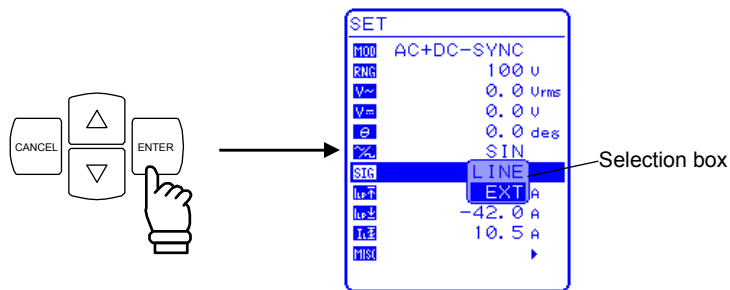 CANCEL
△
▽
ENTER
SET
MOD AC+DC-SYNC
RNG 100 V
V~ 0.0 Vrms
V⎓ 0.0 V
θ 0.0 deg
SIN
SIG LINE
EXT A
-42.0 A
10.5 A
MISC
Selection box